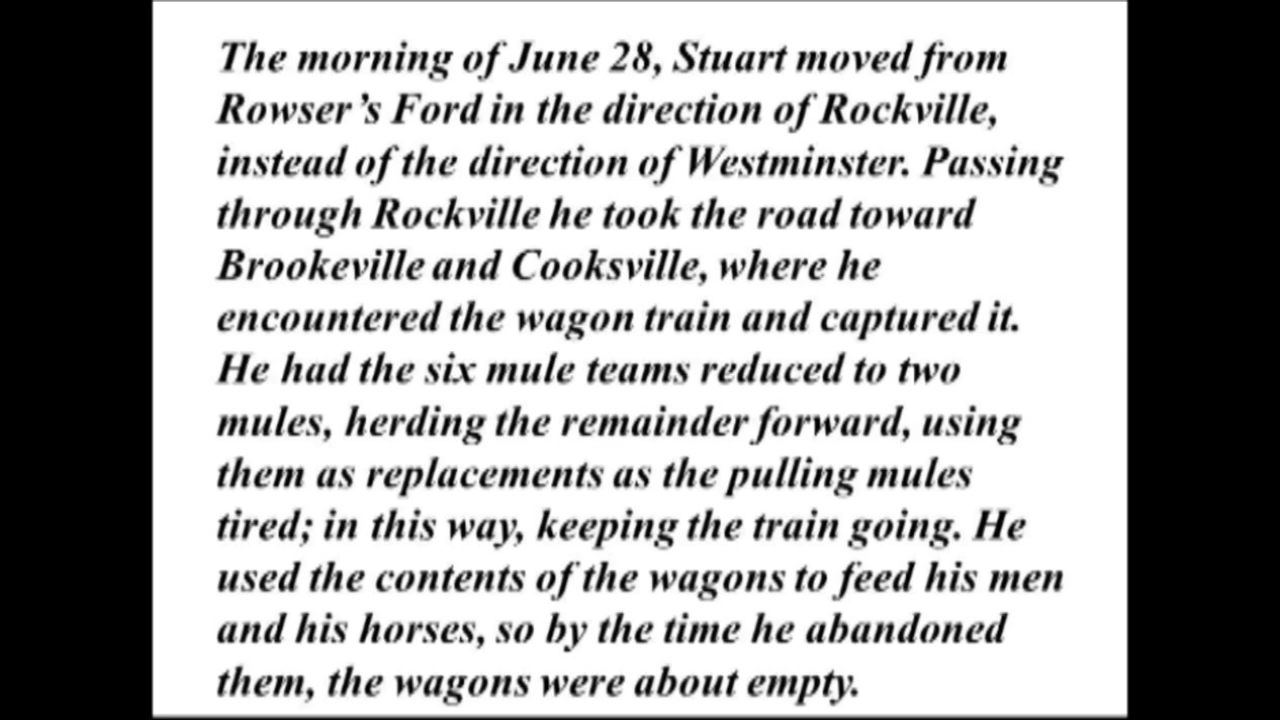 The morning of June 28, Stuart moved from
Rowser’s Ford in the direction of Rockville,
instead of the direction of Westminster. Passing
through Rockville he took the road toward
Brookeville and Cooksville, where he
encountered the wagon train and captured it.
He had the six mule teams reduced to two
mules, herding the remainder forward, using
them as replacements as the pulling mules
tired; in this way, keeping the train going. He
used the contents of the wagons to feed his men
and his horses, so by the time he abandoned
them, the wagons were about empty.